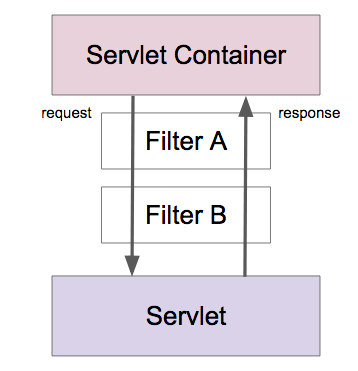 Servlet Container
request
response
Filter A
Filter B
Servlet